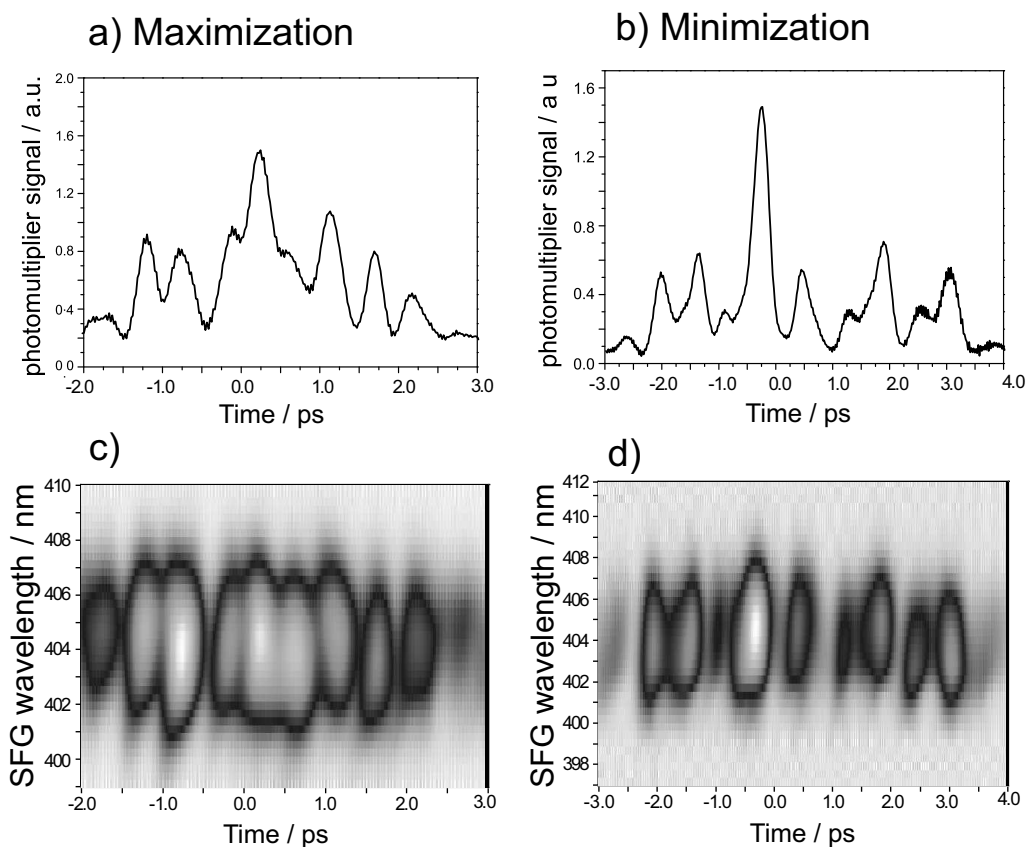 a) Maximization
b) Minimization
photomultiplier signal / a.u.
2.0
1.6
1.2
0.8
0.4
0 0
-2.0 -1.0 0.0 1.0 2.0 3.0
Time / ps
photomultiplier signal / a u
1.6
1.2
0.8
0.4
0.0
-3.0 -2.0 -1.0 0.0 1.0 2.0 3.0 4.0
Time / ps
c)
d)
SFG wavelength / nm
410
408
406
404
402
400
-2.0 -1.0 0.0 1.0 2.0 3.0
Time / ps
SFG wavelength / nm
412
410
408
406
404
402
400
398
-3.0 -2.0 -1.0 0.0 1.0 2.0 3.0 4.0
Time / ps